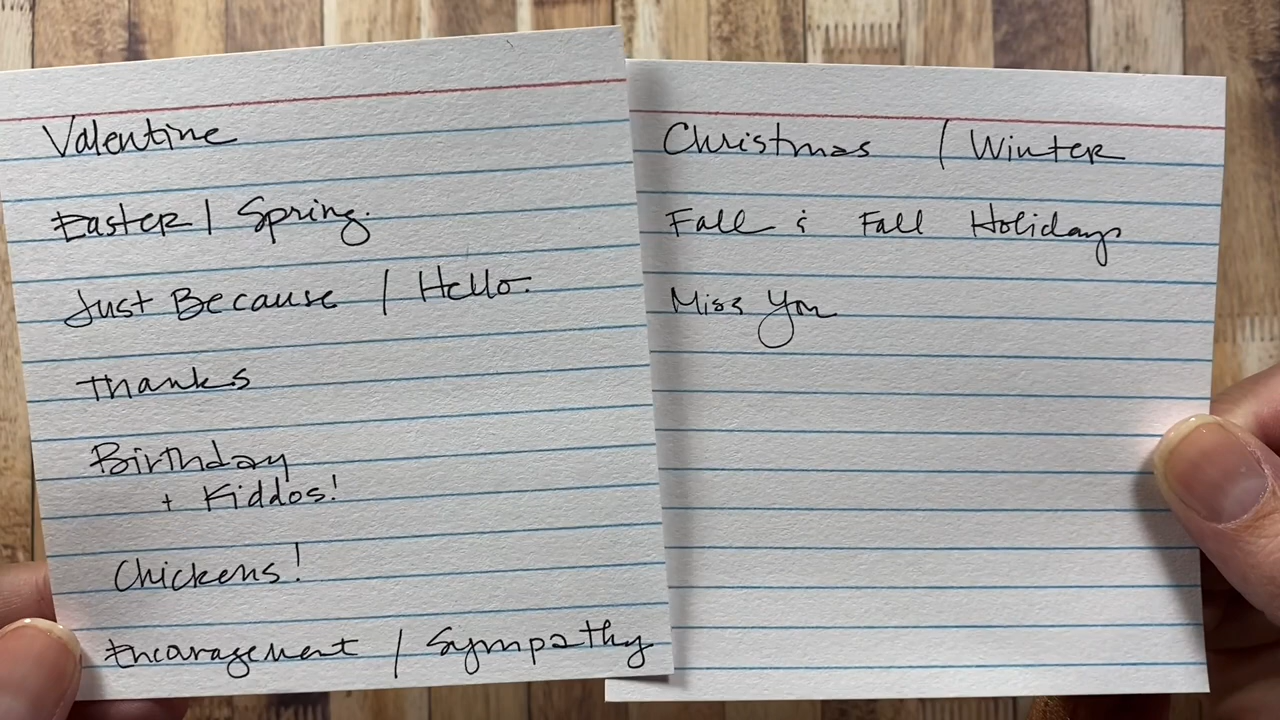 Valentine
Easter / Spring.
Just Because / Hello.
Thanks
Birthday
+ Kiddos!
Chickens!
Encouragement / Sympathy
Christmas / Winter
Fall & Fall Holidays
Miss You